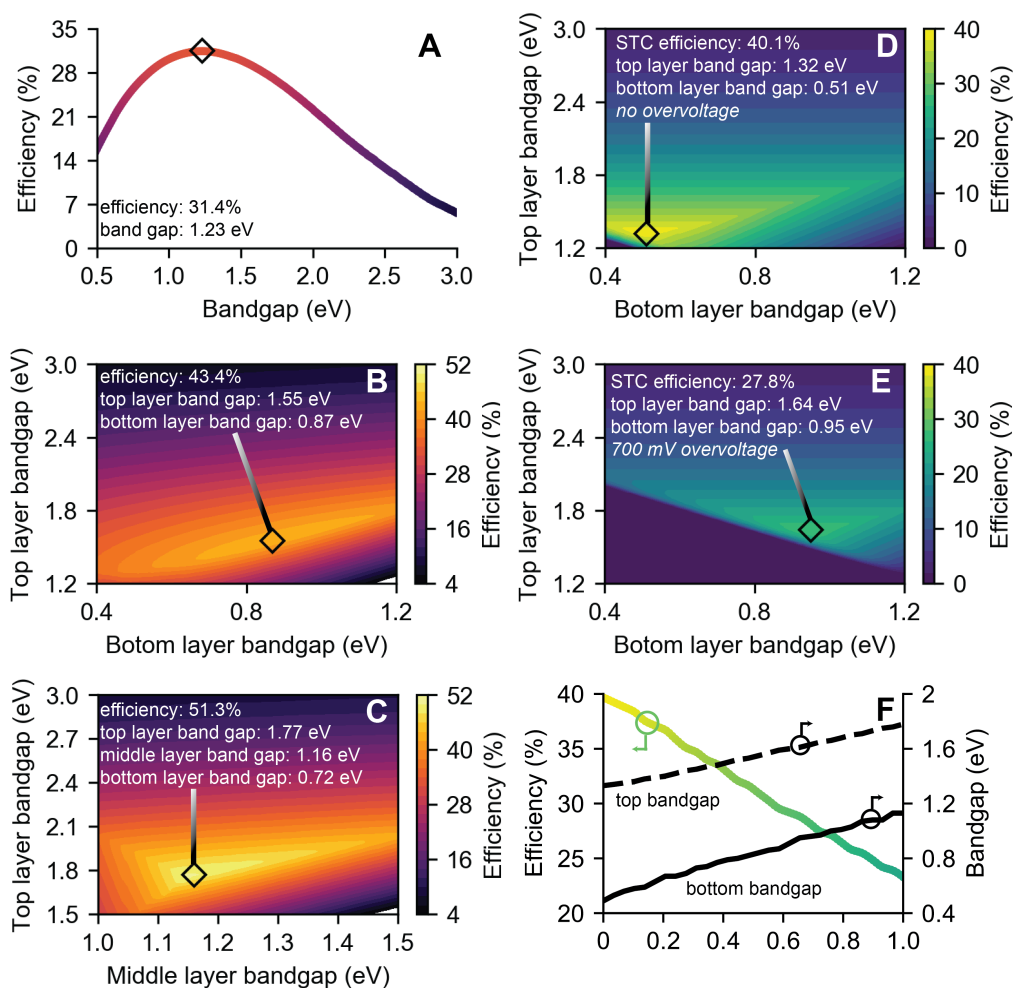 A
35
28
21
14
7
0
Efficiency (%)
efficiency: 31.4%
band gap: 1.23 eV
0.5 1.0 1.5 2.0 2.5 3.0
Bandgap (eV)
D
STC efficiency: 40.1%
top layer band gap: 1.32 eV
bottom layer band gap: 0.51 eV
no overvoltage
3.0
2.4
1.8
1.2
Top layer bandgap (eV)
0.4 0.8 1.2
Botom layer bandgap (eV)
40
30
20
10
0
Efficiency (%)
B
efficiency: 43.4%
top layer band gap: 1.55 eV
bottom layer band gap: 0.87 eV
3.0
2.4
1.8
1.2
Top layer bandgap (eV)
0.4 0.8 1.2
Botom layer bandgap (eV)
52
40
28
16
4
Efficiency (%)
E
STC efficiency: 27.8%
top layer band gap: 1.64 eV
bottom layer band gap: 0.95 eV
700 mV overvoltage
3.0
2.4
1.8
1.2
Top layer bandgap (eV)
0.4 0.8 1.2
Botom layer bandgap (eV)
40
30
20
10
0
Efficiency (%)
C
efficiency: 51.3%
top layer band gap: 1.77 eV
middle layer band gap: 1.16 eV
bottom layer band gap: 0.72 eV
3.0
2.7
2.4
2.1
1.8
1.5
Top layer bandgap (eV)
1.0 1.1 1.2 1.3 1.4 1.5
Middle layer bandgap (eV)
52
40
28
16
4
Efficiency (%)
F
40
35
30
25
20
Efficiency (%)
top bandgap
bottom bandgap
0 0.2 0.4 0.6 0.8 1.0
2
1.6
1.2
0.8
0.4
Bandgap (eV)